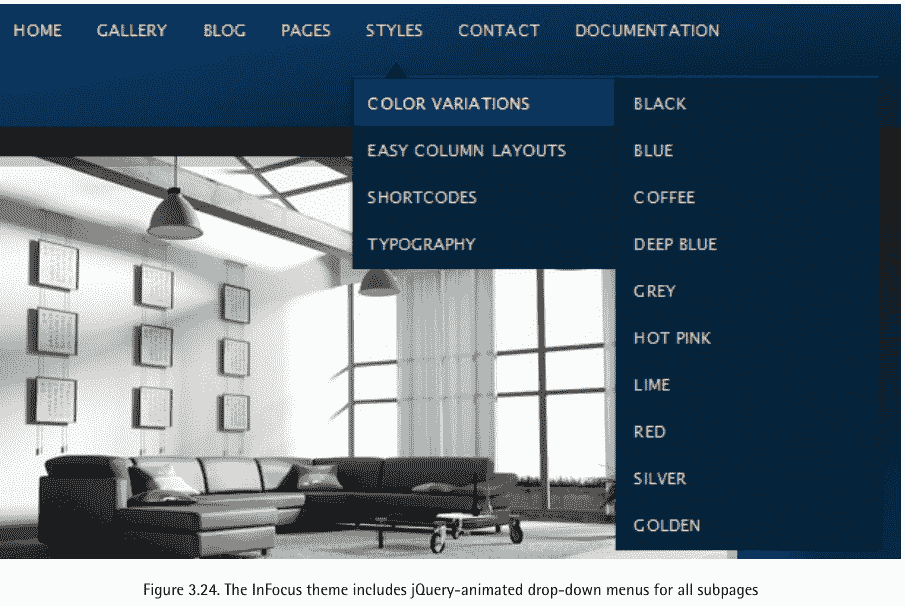 HOME GALLERY BLOG PAGES STYLES CONTACT DOCUMENTATION
COLOR VARIATIONS
EASY COLUMN LAYOUTS
SHORTCODES
TYPOGRAPHY
BLACK
BLUE
COFFEE
DEEP BLUE
GREY
HOT PINK
LIME
RED
SILVER
GOLDEN
Figure 3.24. The InFocus theme includes jQuery-animated drop-down menus for all subpages